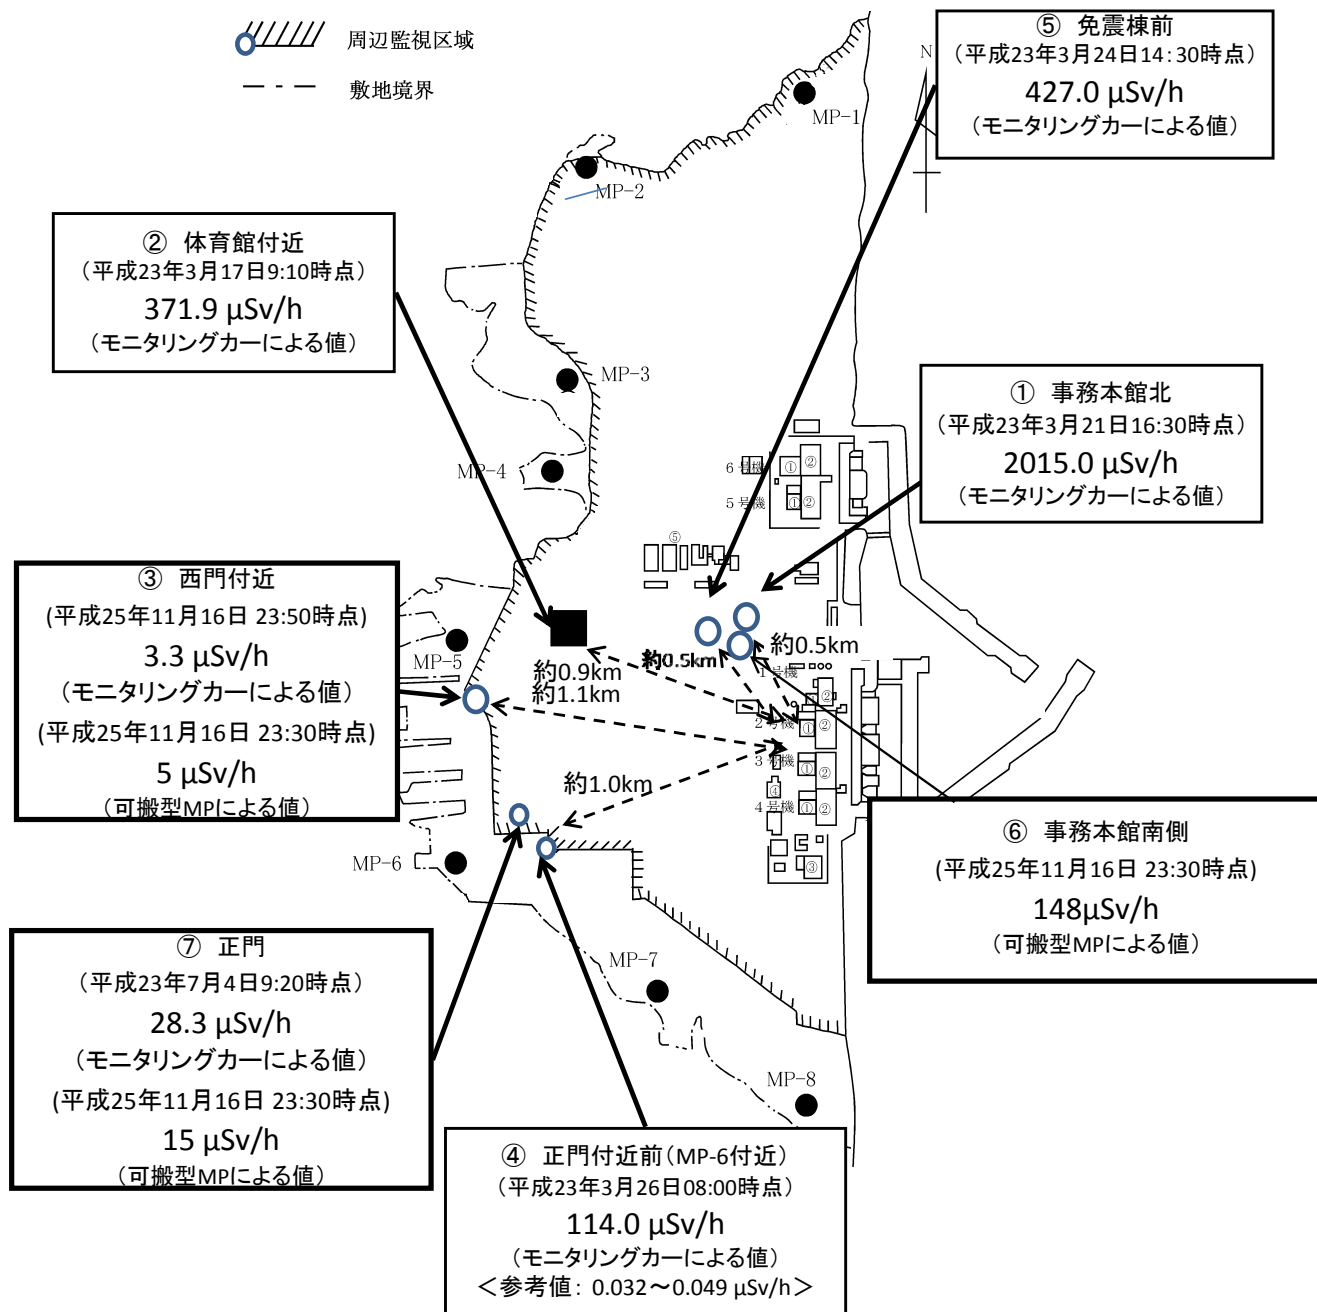 周辺監視区域
敷地境界
⑤ 免震棟前
(平成23年3月24日14:30時点)
427.0 μSv/h
(モニタリングカーによる値)
N
MP-1
MP-2
② 体育館付近
(平成23年3月17日9:10時点)
371.9 μSv/h
(モニタリングカーによる値)
MP-3
① 事務本館北
(平成23年3月21日16:30時点)
2015.0 μSv/h
(モニタリングカーによる値)
MP-4
6号機
①
②
5号機
①
②
⑤
③ 西門付近
(平成25年11月16日 23:50時点)
3.3 μSv/h
(モニタリングカーによる値)
(平成25年11月16日 23:30時点)
5 μSv/h
(可搬型MPによる値)
MP-5
約0.9km
約1.1km
約0.5km
約0.5km
1号機
②
2号機
①
②
3号機
①
②
約1.0km
④
4号機
①
②
③
MP-6
⑥ 事務本館南側
(平成25年11月16日 23:30時点)
148μSv/h
(可搬型MPによる値)
⑦ 正門
(平成23年7月4日9:20時点)
28.3 μSv/h
(モニタリングカーによる値)
(平成25年11月16日 23:30時点)
15 μSv/h
(可搬型MPによる値)
MP-7
MP-8
④ 正門付近前(MP-6付近)
(平成23年3月26日08:00時点)
114.0 μSv/h
(モニタリングカーによる値)
<参考値: 0.032~0.049 μSv/h>